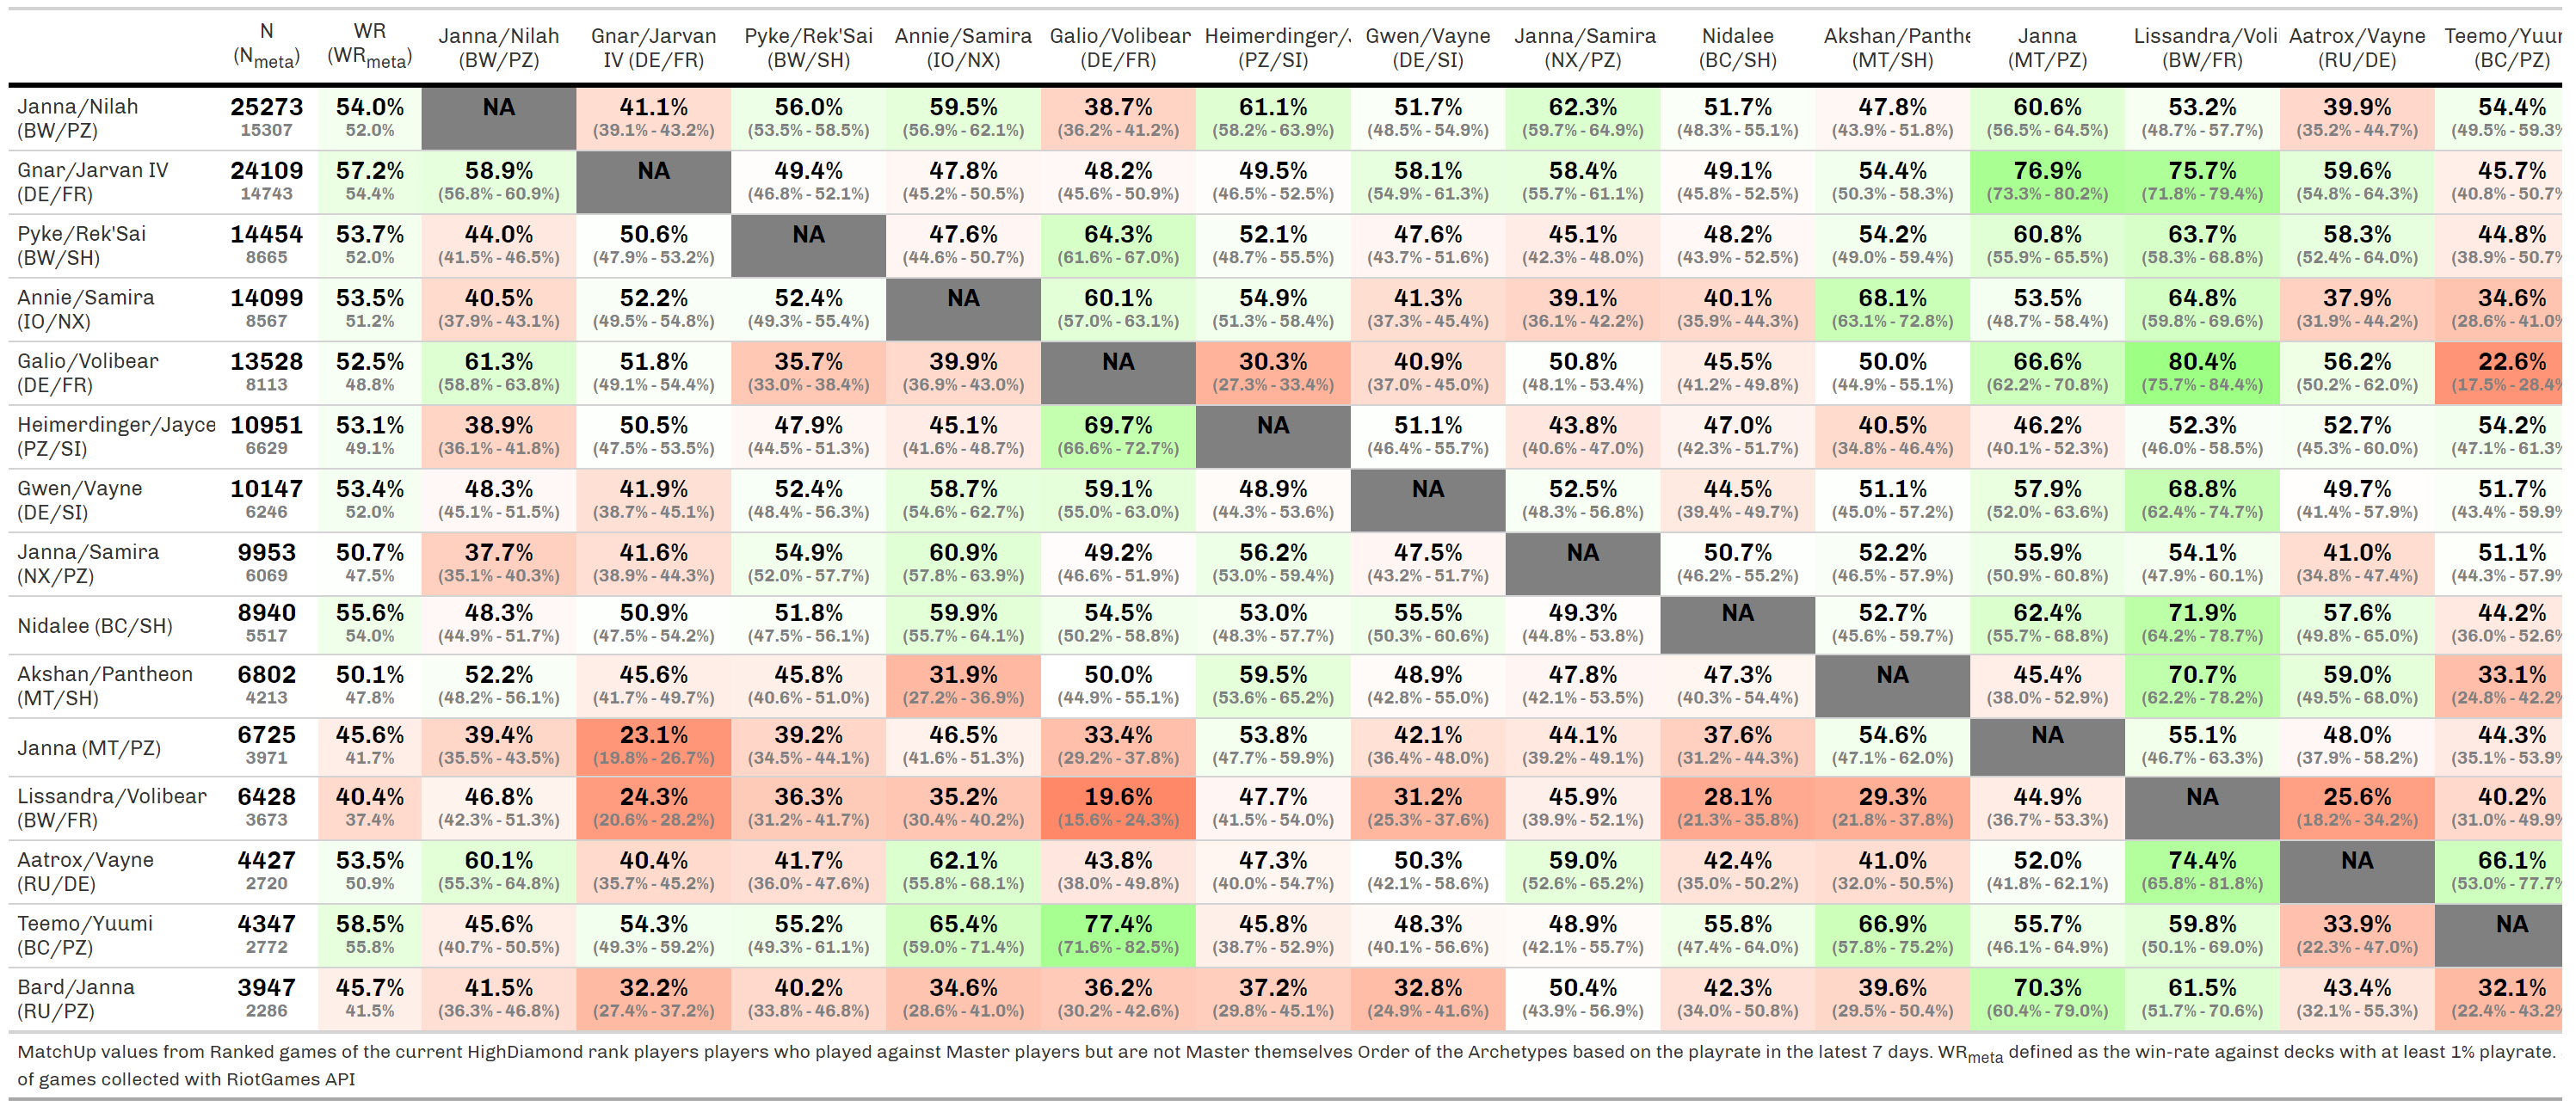 N WR Janna/Nilah Gnar/Jarvan Pyke/Rek'Sai Annie/Samira Galio/Volibear Heimerdinger/ Gwen/Vayne Janna/Samira Nidalee Akshan/Panthe Janna Lissandra/Voli Aatrox/Vayne Teemo/Yuu
(Nmeta) (WRmeta) (BW/PZ) IV (DE/FR) (BW/SH) (IO/NX) (DE/FR) (PZ/SI) (DE/SI) (NX/PZ) (BC/SH) (MT/SH) (MT/PZ) (BW/FR) (RU/DE) (BC/PZ)
Janna/Nilah 25273 54.0% NA 41.1% 56.0% 59.5% 38.7% 61.1% 51.7% 62.3% 51.7% 47.8% 60.6% 53.2% 39.9% 54.4%
(BW/PZ) 15307 52.0% (39.1% - 43.2%) (53.5% - 58.5%) (56.9% - 62.1%) (36.2% - 41.2%) (58.2% - 63.9%) (48.5% - 54.9%) (59.7% - 64.9%) (48.3% - 55.1%) (43.9% - 51.8%) (56.5% - 64.5%) (48.7% - 57.7%) (35.2% - 44.7%) (49.5% - 59.3%
Gnar/Jarvan IV 24109 57.2% 58.9% NA 49.4% 47.8% 48.2% 49.5% 58.1% 58.4% 49.1% 54.4% 76.9% 75.7% 59.6% 45.7%
(DE/FR) 14743 54.4% (56.8% - 60.9%) (46.8% - 52.1%) (45.2% - 50.5%) (45.6% - 50.9%) (46.5% - 52.5%) (54.9% - 61.3%) (55.7% - 61.1%) (45.8% - 52.5%) (50.3% - 58.3%) (73.3% - 80.2%) (71.8% - 79.4%) (54.8% - 64.3%) (40.8% - 50.7%
Pyke/Rek'Sai 14454 53.7% 44.0% 50.6% NA 47.6% 64.3% 52.1% 47.6% 45.1% 48.2% 54.2% 60.8% 63.7% 58.3% 44.8%
(BW/SH) 8665 52.0% (41.5% - 46.5%) (47.9% - 53.2%) (44.6% - 50.7%) (61.6% - 67.0%) (48.7% - 55.5%) (43.7% - 51.6%) (42.3% - 48.0%) (43.9% - 52.5%) (49.0% - 59.4%) (55.9% - 65.5%) (58.3% - 68.8%) (52.4% - 64.0%) (38.9% - 50.7%
Annie/Samira 14099 53.5% 40.5% 52.2% 52.4% NA 60.1% 54.9% 41.3% 39.1% 40.1% 68.1% 53.5% 64.8% 37.9% 34.6%
(IO/NX) 8567 51.2% (37.9% - 43.1%) (49.5% - 54.8%) (49.3% - 55.4%) (57.0% - 63.1%) (51.3% - 58.4%) (37.3% - 45.4%) (36.1% - 42.2%) (35.9% - 44.3%) (63.1% - 72.8%) (48.7% - 58.4%) (59.8% - 69.6%) (31.9% - 44.2%) (28.6% - 41.0%
Galio/Volibear 13528 52.5% 61.3% 51.8% 35.7% 39.9% NA 30.3% 40.9% 50.8% 45.5% 50.0% 66.6% 80.4% 56.2% 22.6%
(DE/FR) 8113 48.8% (58.8% - 63.8%) (49.1% - 54.4%) (33.0% - 38.4%) (36.9% - 43.0%) (27.3% - 33.4%) (37.0% - 45.0%) (48.1% - 53.4%) (41.2% - 49.8%) (44.9% - 55.1%) (62.2% - 70.8%) (75.7% - 84.4%) (50.2% - 62.0%) (17.5% - 28.4%
Heimerdinger/Jayce 10951 53.1% 38.9% 50.5% 47.9% 45.1% 69.7% NA 51.1% 43.8% 47.0% 40.5% 46.2% 52.3% 52.7% 54.2%
(PZ/SI) 6629 49.1% (36.1% - 41.8%) (47.5% - 53.5%) (44.5% - 51.3%) (41.6% - 48.7%) (66.6% - 72.7%) (46.4% - 55.7%) (40.6% - 47.0%) (42.3% - 51.7%) (34.8% - 46.4%) (40.1% - 52.3%) (46.0% - 58.5%) (45.3% - 60.0%) (47.1% - 61.3%
Gwen/Vayne 10147 53.4% 48.3% 41.9% 52.4% 58.7% 59.1% 48.9% NA 52.5% 44.5% 51.1% 57.9% 68.8% 49.7% 51.7%
(DE/SI) 6246 52.0% (45.1% - 51.5%) (38.7% - 45.1%) (48.4% - 56.3%) (54.6% - 62.7%) (55.0% - 63.0%) (44.3% - 53.6%) (48.3% - 56.8%) (39.4% - 49.7%) (45.0% - 57.2%) (52.0% - 63.6%) (62.4% - 74.7%) (41.4% - 57.9%) (43.4% - 59.9%
Janna/Samira 9953 50.7% 37.7% 41.6% 54.9% 60.9% 49.2% 56.2% 47.5% NA 50.7% 52.2% 55.9% 54.1% 41.0% 51.1%
(NX/PZ) 6069 47.5% (35.1% - 40.3%) (38.9% - 44.3%) (52.0% - 57.7%) (57.8% - 63.9%) (46.6% - 51.9%) (53.0% - 59.4%) (43.2% - 51.7%) (46.2% - 55.2%) (46.5% - 57.9%) (50.9% - 60.8%) (47.9% - 60.1%) (34.8% - 47.4%) (44.3% - 57.9%
Nidalee (BC/SH) 8940 55.6% 48.3% 50.9% 51.8% 59.9% 54.5% 53.0% 55.5% 49.3% NA 52.7% 62.4% 71.9% 57.6% 44.2%
5517 54.0% (44.9% - 51.7%) (47.5% - 54.2%) (47.5% - 56.1%) (55.7% - 64.1%) (50.2% - 58.8%) (48.3% - 57.7%) (50.3% - 60.6%) (44.8% - 53.8%) (45.6% - 59.7%) (55.7% - 68.8%) (64.2% - 78.7%) (49.8% - 65.0%) (36.0% - 52.6%
Akshan/Pantheon 6802 50.1% 52.2% 45.6% 45.8% 31.9% 50.0% 59.5% 48.9% 47.8% 47.3% NA 45.4% 70.7% 59.0% 33.1%
(MT/SH) 4213 47.8% (48.2% - 56.1%) (41.7% - 49.7%) (40.6% - 51.0%) (27.2% - 36.9%) (44.9% - 55.1%) (53.6% - 65.2%) (42.8% - 55.0%) (42.1% - 53.5%) (40.3% - 54.4%) (38.0% - 52.9%) (62.2% - 78.2%) (49.5% - 68.0%) (24.8% - 42.2%
Janna (MT/PZ) 6725 45.6% 39.4% 23.1% 39.2% 46.5% 33.4% 53.8% 42.1% 44.1% 37.6% 54.6% NA 55.1% 48.0% 44.3%
3971 41.7% (35.5% - 43.5%) (19.8% - 26.7%) (34.5% - 44.1%) (41.6% - 51.3%) (29.2% - 37.8%) (47.7% - 59.9%) (36.4% - 48.0%) (39.2% - 49.1%) (31.2% - 44.3%) (47.1% - 62.0%) (46.7% - 63.3%) (37.9% - 58.2%) (35.1% - 53.9%
Lissandra/Volibear 6428 40.4% 46.8% 24.3% 36.3% 35.2% 19.6% 47.7% 31.2% 45.9% 28.1% 29.3% 44.9% NA 25.6% 40.2%
(BW/FR) 3673 37.4% (42.3% - 51.3%) (20.6% - 28.2%) (31.2% - 41.7%) (30.4% - 40.2%) (15.6% - 24.3%) (41.5% - 54.0%) (25.3% - 37.6%) (39.9% - 52.1%) (21.3% - 35.8%) (21.8% - 37.8%) (36.7% - 53.3%) (18.2% - 34.2%) (31.0% - 49.9%
Aatrox/Vayne 4427 53.5% 60.1% 40.4% 41.7% 62.1% 43.8% 47.3% 50.3% 59.0% 42.4% 41.0% 52.0% 74.4% NA 66.1%
(RU/DE) 2720 50.9% (55.3% - 64.8%) (35.7% - 45.2%) (36.0% - 47.6%) (55.8% - 68.1%) (38.0% - 49.8%) (40.0% - 54.7%) (42.1% - 58.6%) (52.6% - 65.2%) (35.0% - 50.2%) (32.0% - 50.5%) (41.8% - 62.1%) (65.8% - 81.8%) (53.0% - 77.7%
Teemo/Yuumi 4347 58.5% 45.6% 54.3% 55.2% 65.4% 77.4% 45.8% 48.3% 48.9% 55.8% 66.9% 55.7% 59.8% 33.9% NA
(BC/PZ) 2772 55.8% (40.7% - 50.5%) (49.3% - 59.2%) (49.3% - 61.1%) (59.0% - 71.4%) (71.6% - 82.5%) (38.7% - 52.9%) (40.1% - 56.6%) (42.1% - 55.7%) (47.4% - 64.0%) (57.8% - 75.2%) (46.1% - 64.9%) (50.1% - 69.0%) (22.3% - 47.0%)
Bard/Janna 3947 45.7% 41.5% 32.2% 40.2% 34.6% 36.2% 37.2% 32.8% 50.4% 42.3% 39.6% 70.3% 61.5% 43.4% 32.1%
(RU/PZ) 2286 41.5% (36.3% - 46.8%) (27.4% - 37.2%) (33.8% - 46.8%) (28.6% - 41.0%) (30.2% - 42.6%) (29.8% - 45.1%) (24.9% - 41.6%) (43.9% - 56.9%) (34.0% - 50.8%) (29.5% - 50.4%) (60.4% - 79.0%) (51.7% - 70.6%) (32.1% - 55.3%) (22.4% - 43.2%
MatchUp values from Ranked games of the current HighDiamond rank players players who played against Master players but are not Master themselves Order of the Archetypes based on the playrate in the latest 7 days. WRmeta defined as the win-rate against decks with at least 1% playrate.
of games collected with RiotGames API